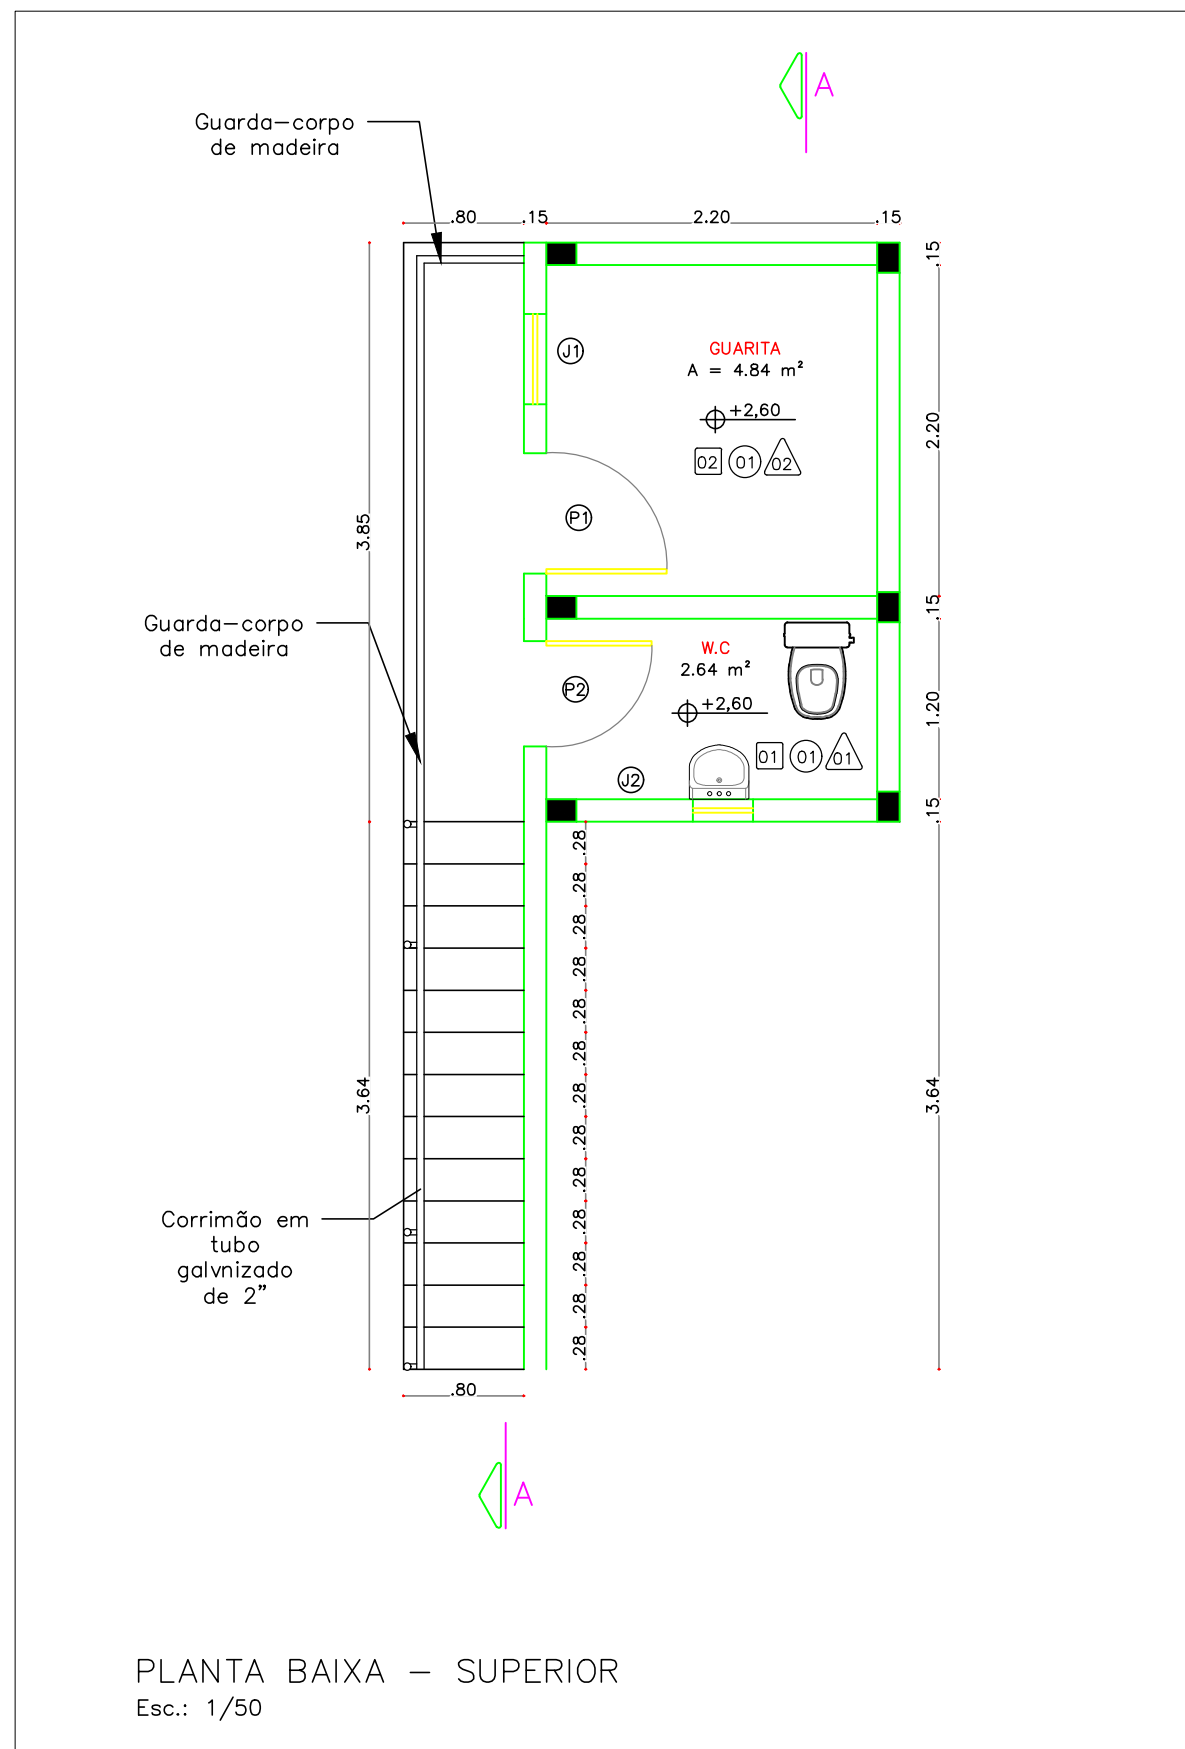 A
Guarda-corpo
de madeira
.80
.15
2.20
.15
.15
J1
GUARITA
A = 4.84 m²
+2,60
02
01
02
2.20
P1
3.85
.15
Guarda-corpo
de madeira
W.C
2.64 m²
P2
+2,60
1.20
01
01
01
J2
.15
.28
.28
.28
.28
.28
.28
.28
.28
.28
.28
.28
.28
.28
3.64
3.64
Corrimão em
tubo
galvnizado
de 2”
.80
A
PLANTA BAIXA – SUPERIOR
Esc.: 1/50